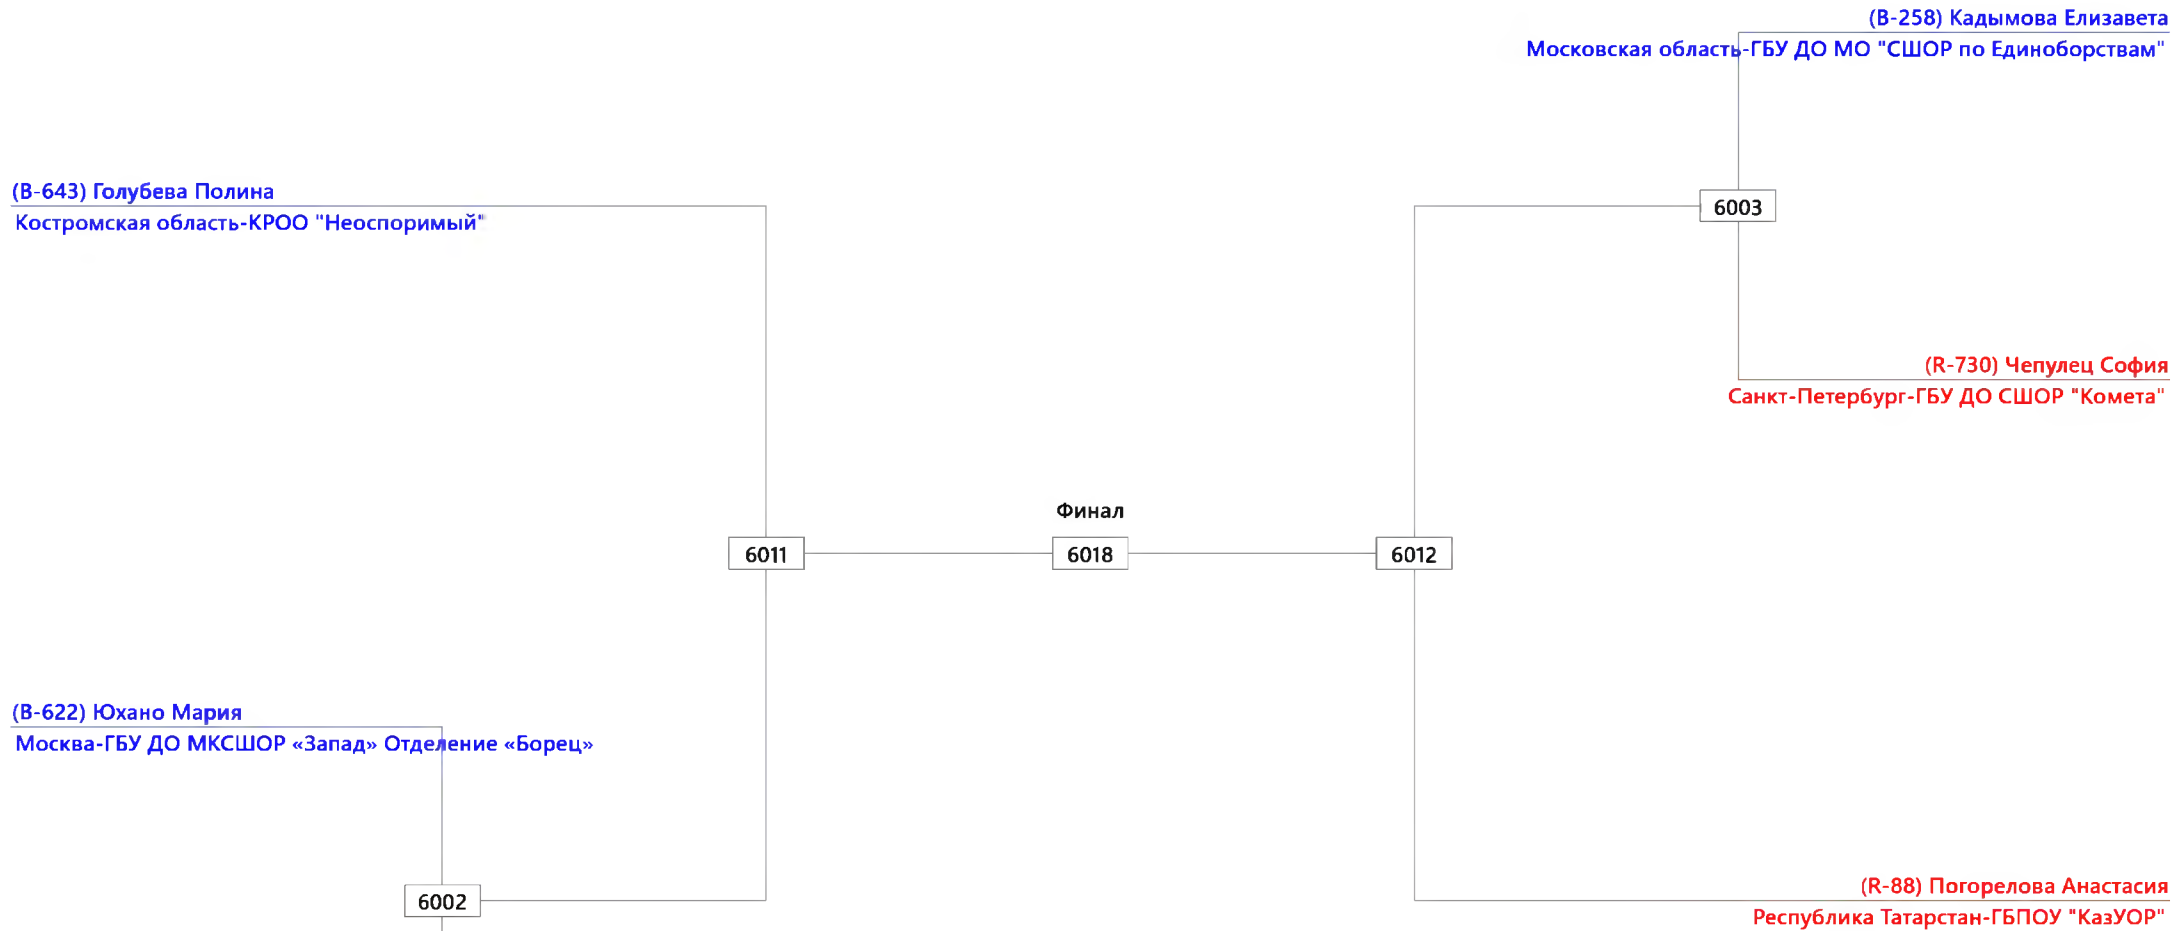 (B-258) Кадымова Елизавета
Московская область-ГБУ ДО МО "СШОР по Единоборствам"
(B-643) Голубева Полина
Костромская область-КРОО "Неоспоримый"
6003
(R-730) Чепулец София
Санкт-Петербург-ГБУ ДО СШОР "Комета"
Финал
6011
6018
6012
(B-622) Юхано Мария
Москва-ГБУ ДО МКСШОР «Запад» Отделение «Борец»
6002
(R-88) Погорелова Анастасия
Республика Татарстан-ГБПОУ "КазУОР"